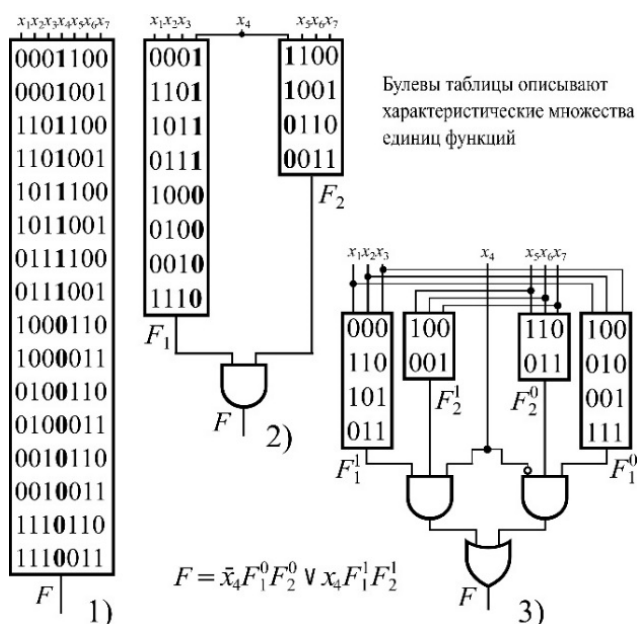 x₁x₂x₃x₄x₅x₆x₇
0001100
0001001
1101100
1101001
1011100
1011001
0111100
0111001
1000110
1000011
0100110
0100011
0010110
0010011
1110110
1110011
F
1)
x₁x₂x₃
x₄
x₅x₆x₇
0001
1101
1011
0111
1000
0100
0010
1110
F₁
1100
1001
0110
0011
F₂
F
2)
Булевы таблицы описывают
характеристические множества
единиц функций
x₁x₂x₃
x₄
x₅x₆x₇
000
110
101
011
F₁¹
100
001
F₂¹
110
011
F₂⁰
100
010
001
111
F₁⁰
F
3)
F = x̄₄F₁⁰F₂⁰ ∨ x₄F₁¹F₂¹